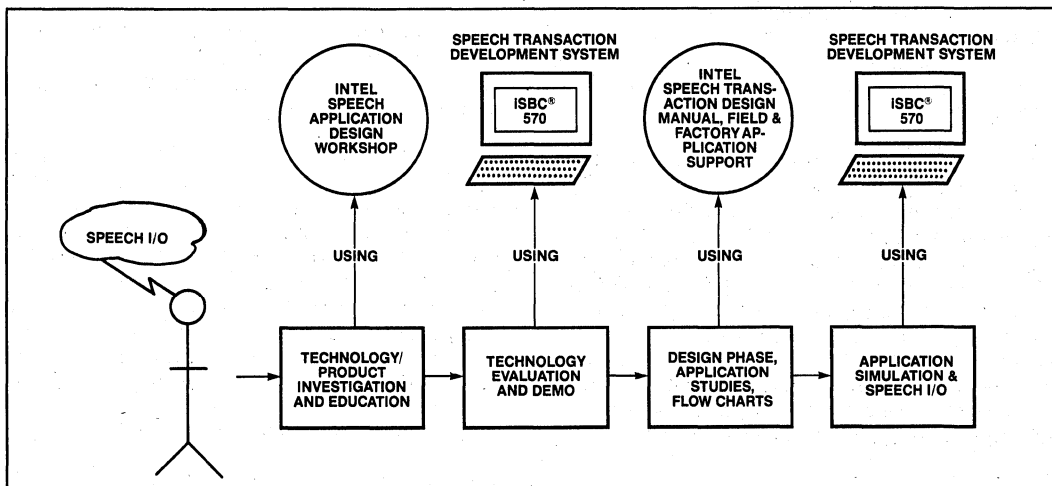 SPEECH TRANSACTION
DEVELOPMENT SYSTEM
SPEECH TRANSACTION
DEVELOPMENT SYSTEM
INTEL
SPEECH
APPLICATION
DESIGN
WORKSHOP
iSBC®
570
INTEL
SPEECH TRANS-
ACTION DESIGN
MANUAL, FIELD &
FACTORY AP-
PLICATION
SUPPORT
iSBC®
570
SPEECH I/O
USING
USING
USING
USING
TECHNOLOGY/
PRODUCT
INVESTIGATION
AND EDUCATION
TECHNOLOGY
EVALUATION
AND DEMO
DESIGN PHASE,
APPLICATION
STUDIES,
FLOW CHARTS
APPLICATION
SIMULATION &
SPEECH I/O